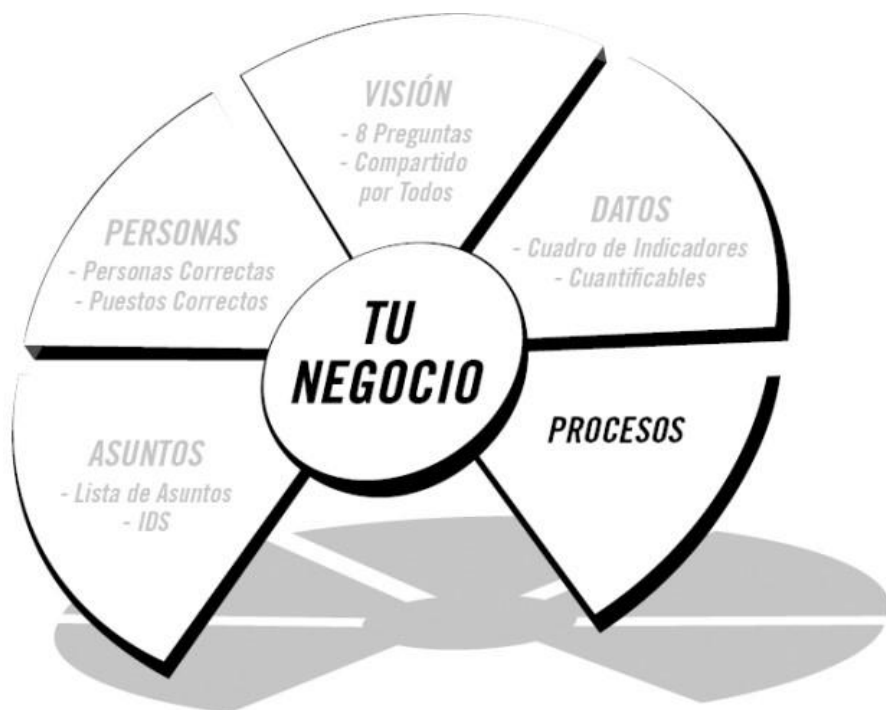 VISIÓN
- 8 Preguntas
- Compartido
por Todos
PERSONAS
- Personas Correctas
- Puestos Correctos
DATOS
- Cuadro de Indicadores
- Cuantificables
TU
NEGOCIO
ASUNTOS
- Lista de Asuntos
- IDS
PROCESOS